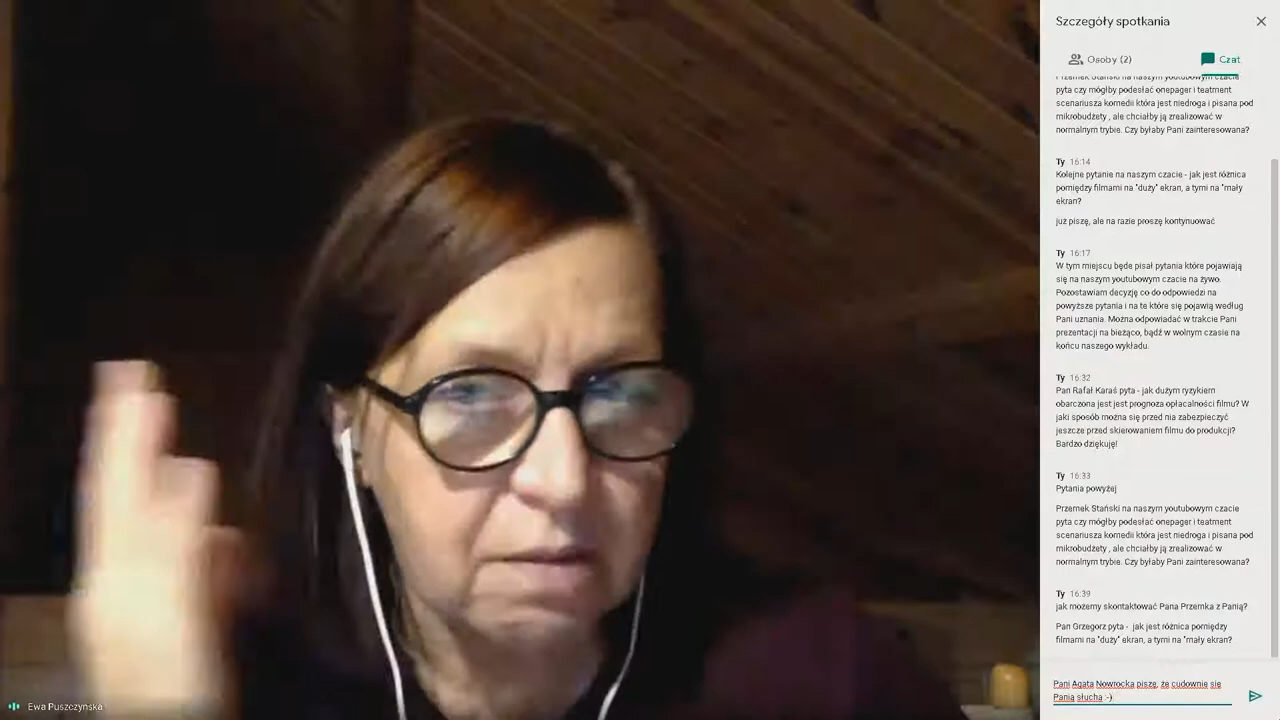 Szczegóły spotkania
Osoby (2)
Czat
Przemek Stański na naszym youtubowym czacie
pyta czy mógłby podesłać onepager i teatment
scenariusza komedii która jest niedroga i pisana pod
mikrobudżety , ale chciałby ją zrealizować w
normalnym trybie. Czy byłaby Pani zainteresowana?
Ty 16:14
Kolejne pytanie na naszym czacie - jak jest różnica
pomiędzy filmami na "duży" ekran, a tymi na "mały
ekran?
już piszę, ale na razie proszę kontynuować
Ty 16:17
W tym miejscu będe pisał pytania które pojawiają
się na naszym youtubowym czacie na żywo.
Pozostawiam decyzję co do odpowiedzi na
powyższe pytania i na te które się pojawią według
Pani uznania. Można odpowiadać w trakcie Pani
prezentacji na bieżąco, bądź w wolnym czasie na
końcu naszego wykładu.
Ty 16:32
Pan Rafał Karaś pyta - jak dużym ryzykiem
obarczona jest jest prognoza opłacalności filmu? W
jaki sposób można się przed nia zabezpieczyć
jeszcze przed skierowaniem filmu do produkcji?
Bardzo dziękuję!
Ty 16:33
Pytania powyżej
Przemek Stański na naszym youtubowym czacie
pyta czy mógłby podesłać onepager i teatment
scenariusza komedii która jest niedroga i pisana pod
mikrobudżety , ale chciałby ją zrealizować w
normalnym trybie. Czy byłaby Pani zainteresowana?
Ty 16:39
jak możemy skontaktować Pana Przemka z Panią?
Pan Grzegorz pyta - jak jest różnica pomiędzy
filmami na "duży" ekran, a tymi na "mały ekran?
Pani Agata Nowrocka piszę, że cudownie się
Panią słucha :-)
Ewa Puszczyńska